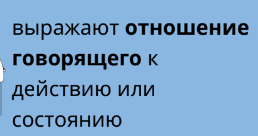 выражают отношение
говорящего к
действию или
состоянию